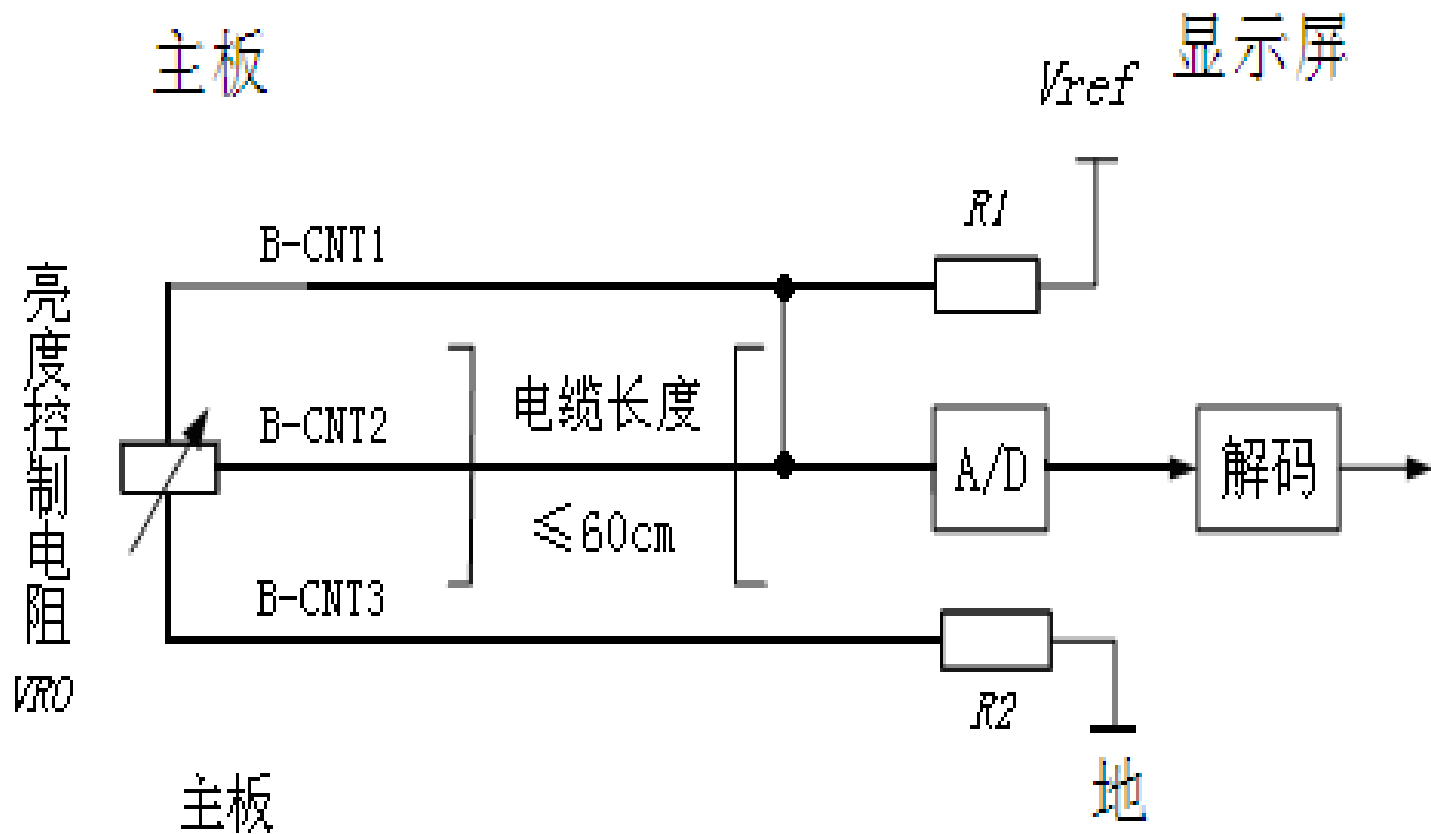 主板
显示屏
Vref
R1
B-CNT1
亮度控制电阻
VR0
B-CNT2
电缆长度
≤60cm
A/D
解码
B-CNT3
R2
地
主板